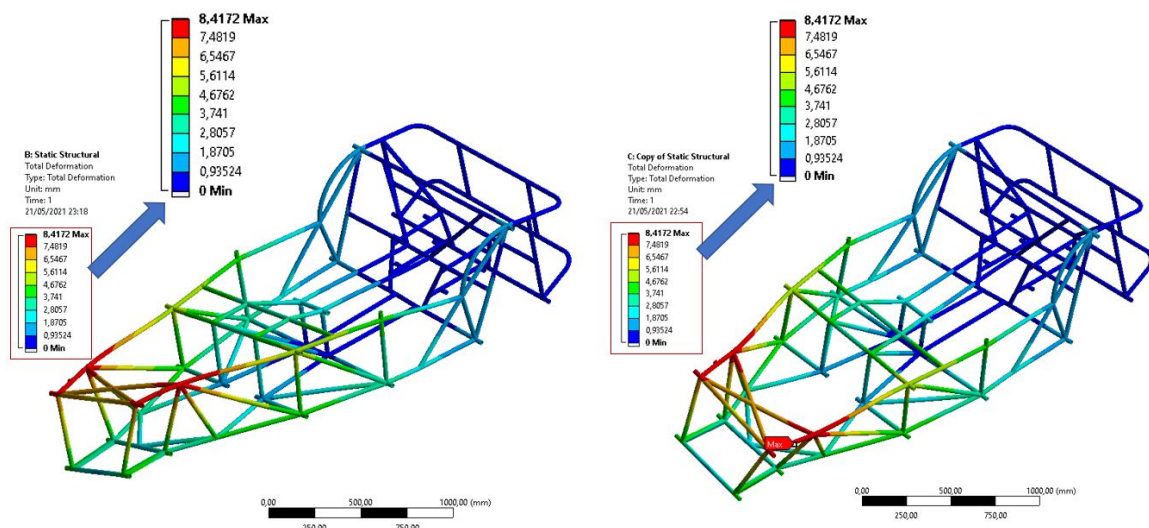 8,4172 Max
7,4819
6,5467
5,6114
4,6762
3,741
2,8057
1,8705
0,93524
0 Min
B: Static Structural
Total Deformation
Type: Total Deformation
Unit: mm
Time: 1
21/05/2021 23:18
8,4172 Max
7,4819
6,5467
5,6114
4,6762
3,741
2,8057
1,8705
0,93524
0 Min
0,00
500,00
1000,00 (mm)
250,00
750,00
8,4172 Max
7,4819
6,5467
5,6114
4,6762
3,741
2,8057
1,8705
0,93524
0 Min
C: Copy of Static Structural
Total Deformation
Type: Total Deformation
Unit: mm
Time: 1
21/05/2021 22:54
8,4172 Max
7,4819
6,5467
5,6114
4,6762
3,741
2,8057
1,8705
0,93524
0 Min
Max
0,00
500,00
1000,00 (mm)
250,00
750,00